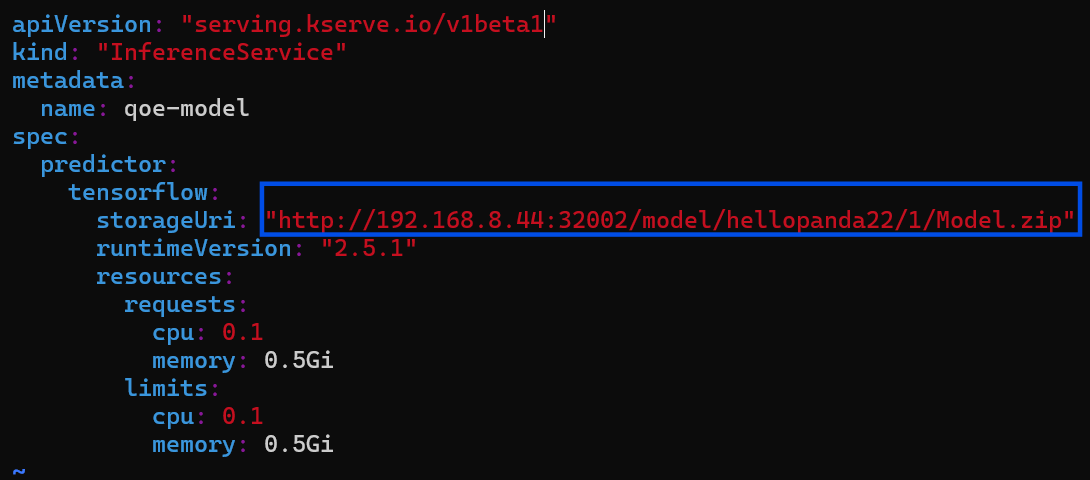 apiVersion: "serving.kserve.io/v1beta1"
kind: "InferenceService"
metadata:
  name: qoe-model
spec:
  predictor:
    tensorflow:
      storageUri: "http://192.168.8.44:32002/model/hellopanda22/1/Model.zip"
      runtimeVersion: "2.5.1"
      resources:
        requests:
          cpu: 0.1
          memory: 0.5Gi
        limits:
          cpu: 0.1
          memory: 0.5Gi
~